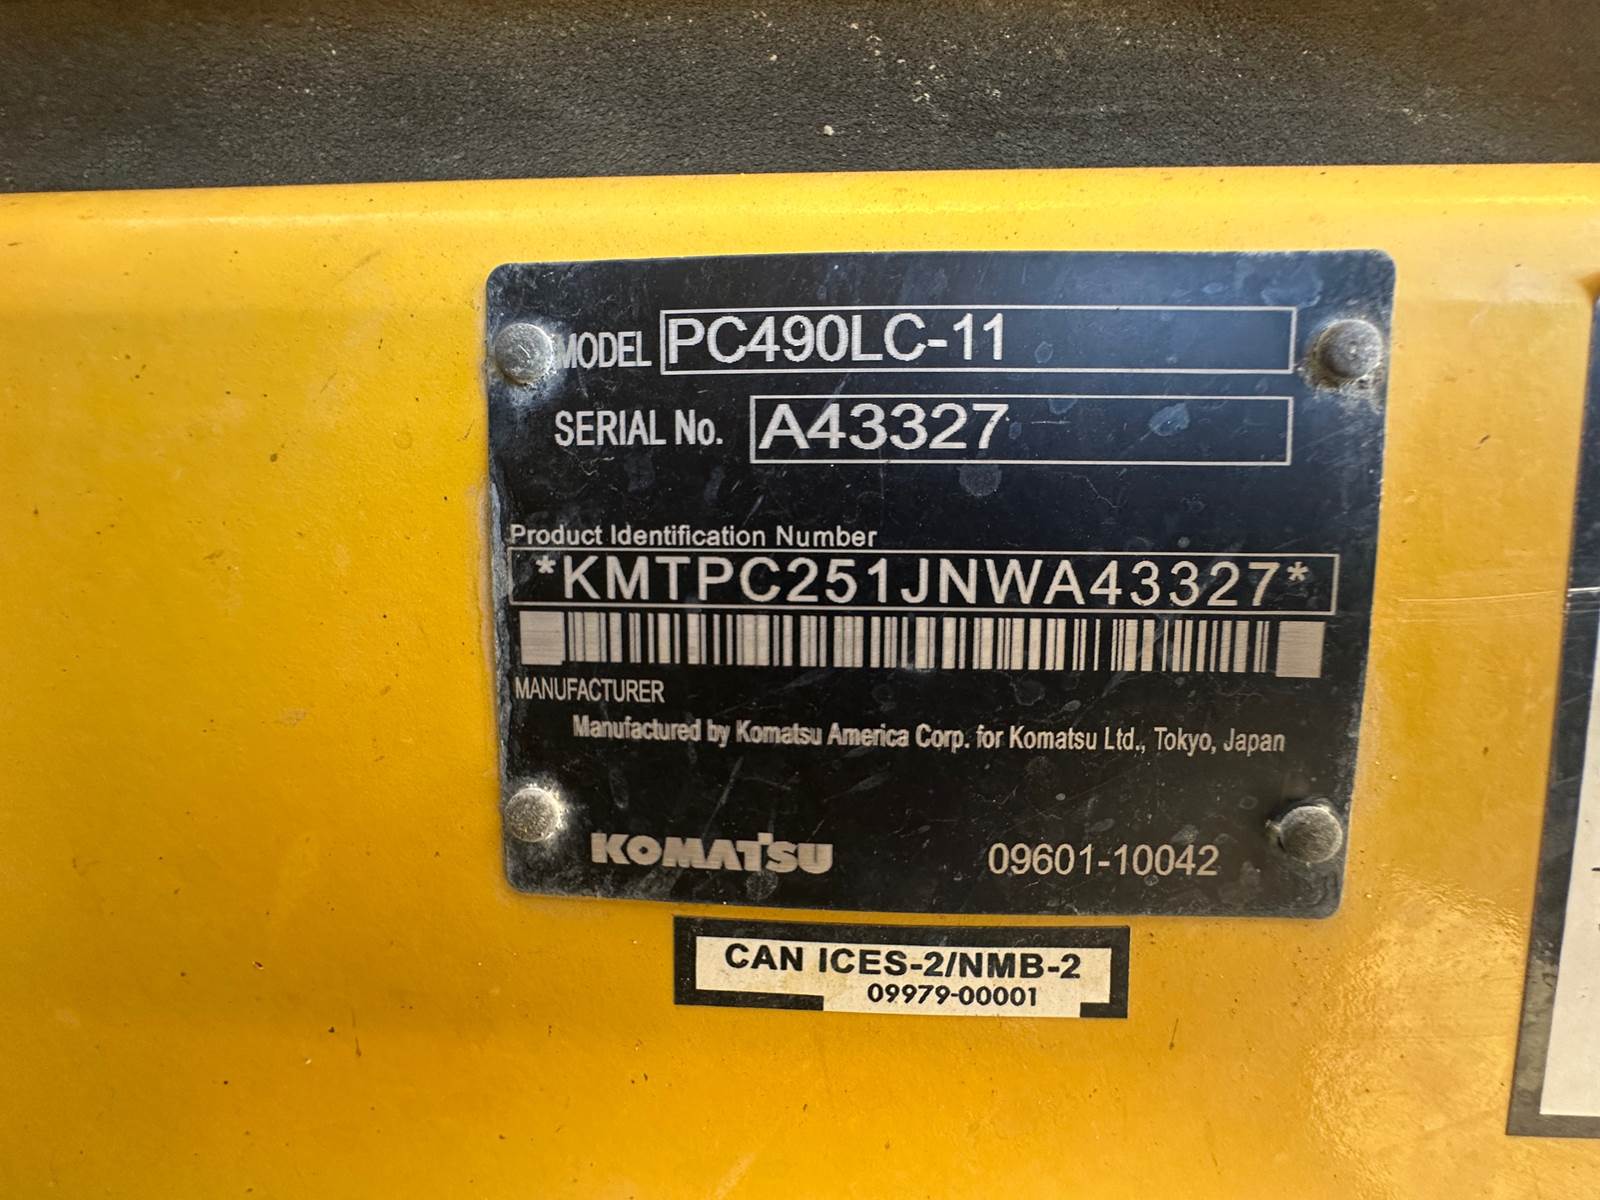 MODEL PC490LC-11
SERIAL No. A43327
Product Identification Number
*KMTPC251JNWA43327*
MANUFACTURER
Manufactured by Komatsu America Corp. for Komatsu Ltd., Tokyo, Japan
KOMATSU 09601-10042
CAN ICES-2/NMB-2
09979-00001